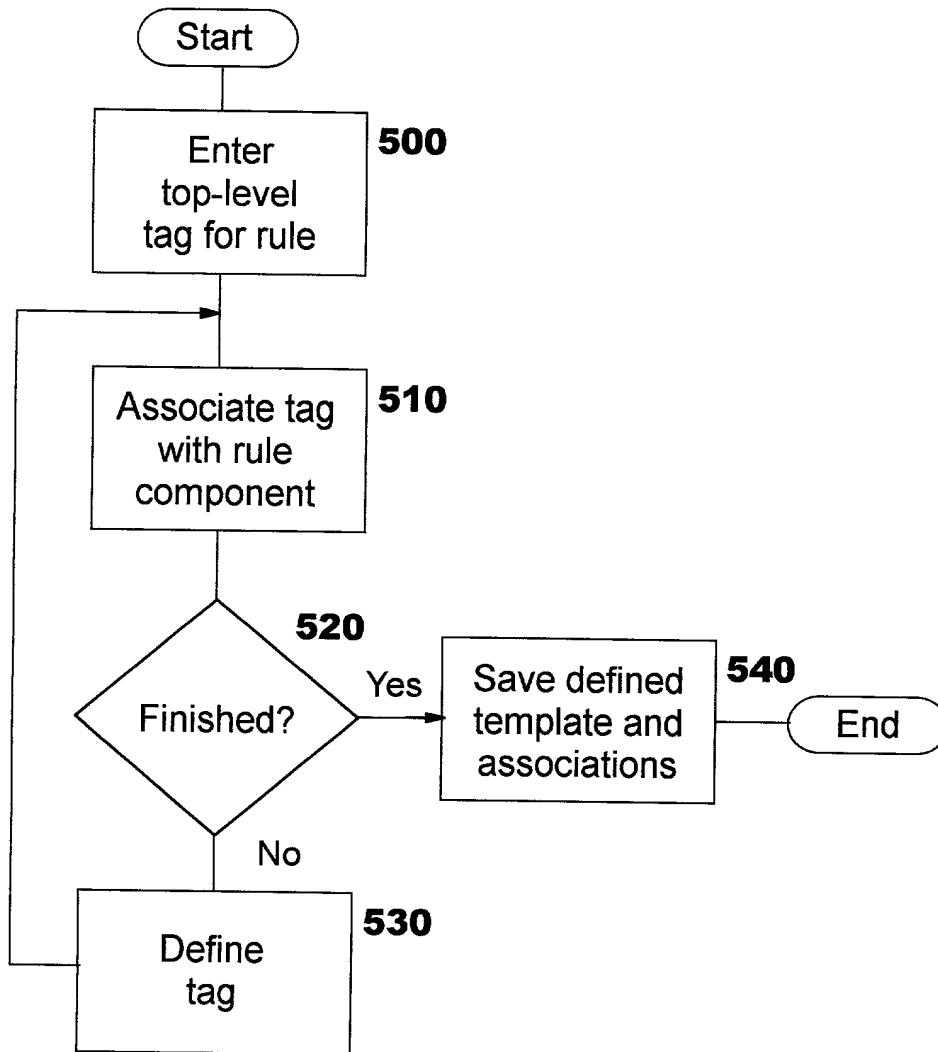 Start
500
Enter
top-level
tag for rule
510
Associate tag
with rule
component
520
Finished?
Yes
540
Save defined
template and
associations
End
No
530
Define
tag